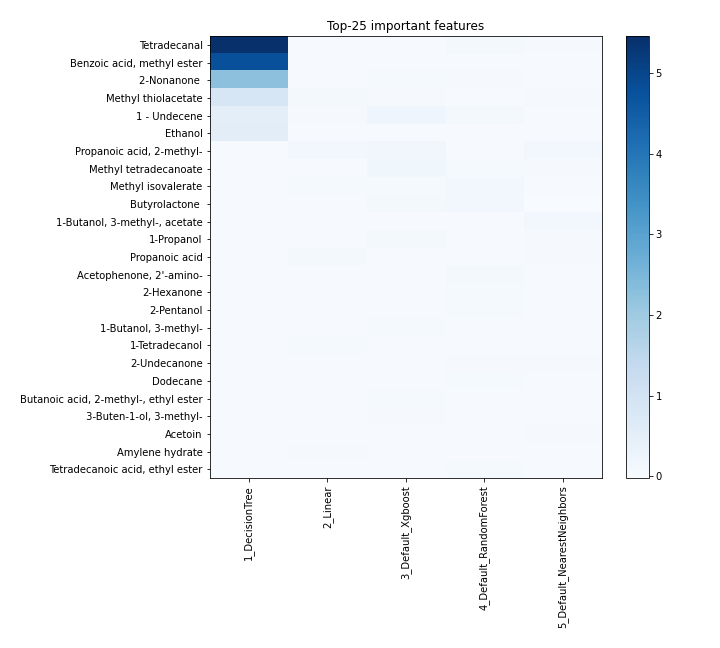 Top-25 important features
Tetradecanal
Benzoic acid, methyl ester
2-Nonanone
Methyl thiolacetate
1 - Undecene
Ethanol
Propanoic acid, 2-methyl-
Methyl tetradecanoate
Methyl isovalerate
Butyrolactone
1-Butanol, 3-methyl-, acetate
1-Propanol
Propanoic acid
Acetophenone, 2'-amino-
2-Hexanone
2-Pentanol
1-Butanol, 3-methyl-
1-Tetradecanol
2-Undecanone
Dodecane
Butanoic acid, 2-methyl-, ethyl ester
3-Buten-1-ol, 3-methyl-
Acetoin
Amylene hydrate
Tetradecanoic acid, ethyl ester
1_DecisionTree
2_Linear
3_Default_Xgboost
4_Default_RandomForest
5_Default_NearestNeighbors
5
4
3
2
1
0